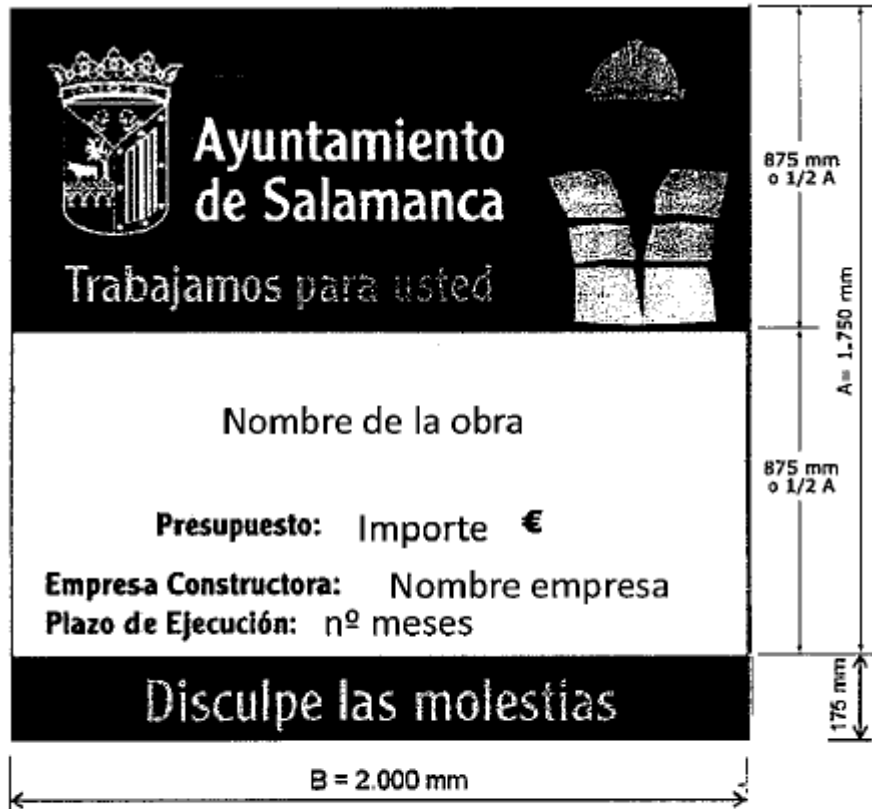 Ayuntamiento
de Salamanca
Trabajamos para usted
Nombre de la obra
Presupuesto: Importe €
Empresa Constructora: Nombre empresa
Plazo de Ejecución: nº meses
Disculpe las molestias
875 mm
o 1/2 A
875 mm
o 1/2 A
A= 1.750 mm
175 mm
B = 2.000 mm